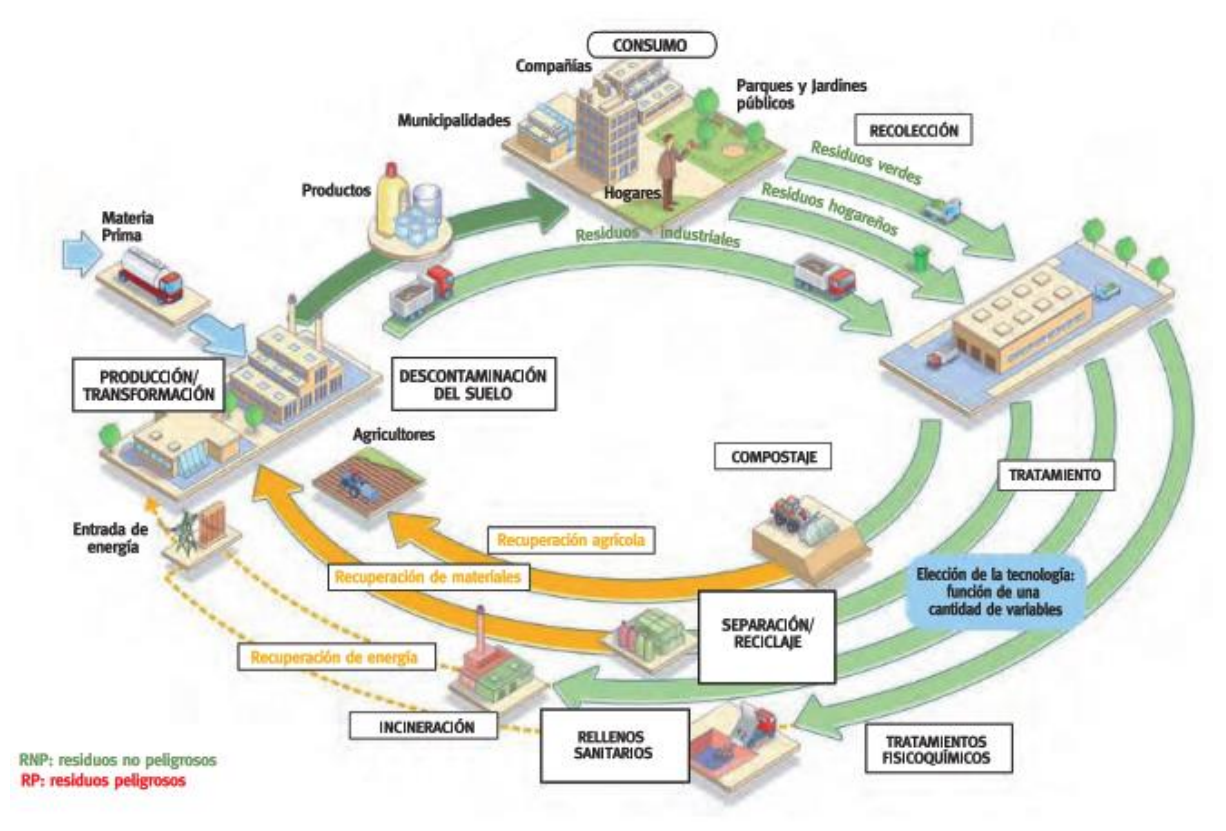 CONSUMO
Compañías
Parques y Jardines
públicos
Municipalidades
RECOLECCIÓN
Residuos verdes
Productos
Hogares
Residuos hogareños
Materia
Prima
Residuos industriales
PRODUCCIÓN/
TRANSFORMACIÓN
DESCONTAMINACIÓN
DEL SUELO
Agricultores
COMPOSTAJE
TRATAMIENTO
Entrada de
energía
Recuperación agrícola
Recuperación de materiales
Elección de la tecnología:
función de una
cantidad de variables
SEPARACIÓN/
RECICLAJE
Recuperación de energía
INCINERACIÓN
RELLENOS
SANITARIOS
TRATAMIENTOS
FISICOQUÍMICOS
RNP: residuos no peligrosos
RP: residuos peligrosos